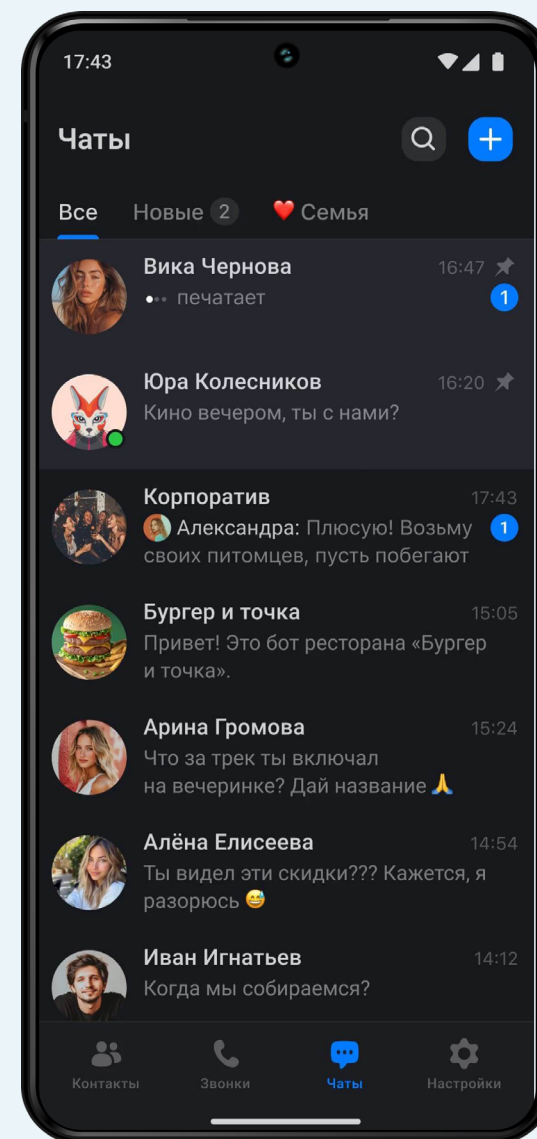 17:43
Чаты
Все Новые 2 ❤️ Семья
Вика Чернова 16:47
печатает 1
Юра Колесников 16:20
Кино вечером, ты с нами?
Корпоратив 17:43
Александра: Плюсую! Возьму 1
своих питомцев, пусть побегают
Бургер и точка 15:05
Привет! Это бот ресторана «Бургер
и точка».
Арина Громова 15:24
Что за трек ты включал
на вечеринке? Дай название 🙏
Алёна Елисеева 14:54
Ты видел эти скидки??? Кажется, я
разорюсь 😅
Иван Игнатьев 14:12
Когда мы собираемся?
Контакты Звонки Чаты Настройки